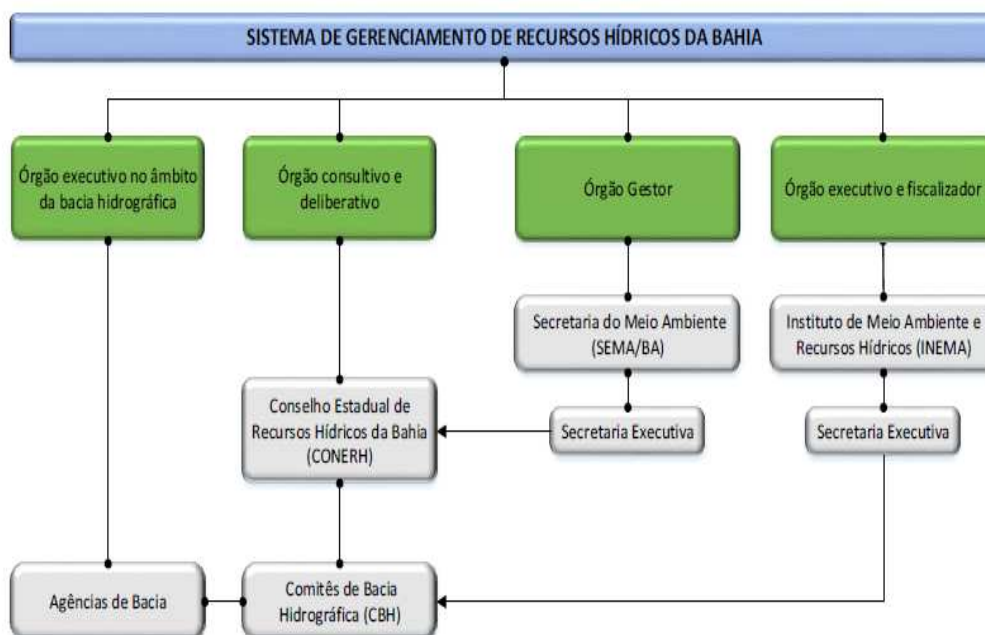 SISTEMA DE GERENCIAMENTO DE RECURSOS HÍDRICOS DA BAHIA
Órgão executivo no âmbito
da bacia hidrográfica
Órgão consultivo e
deliberativo
Órgão Gestor
Órgão executivo e fiscalizador
Secretaria do Meio Ambiente
(SEMA/BA)
Instituto de Meio Ambiente e
Recursos Hídricos (INEMA)
Conselho Estadual de
Recursos Hídricos da Bahia
(CONERH)
Secretaria Executiva
Secretaria Executiva
Agências de Bacia
Comitês de Bacia
Hidrográfica (CBH)